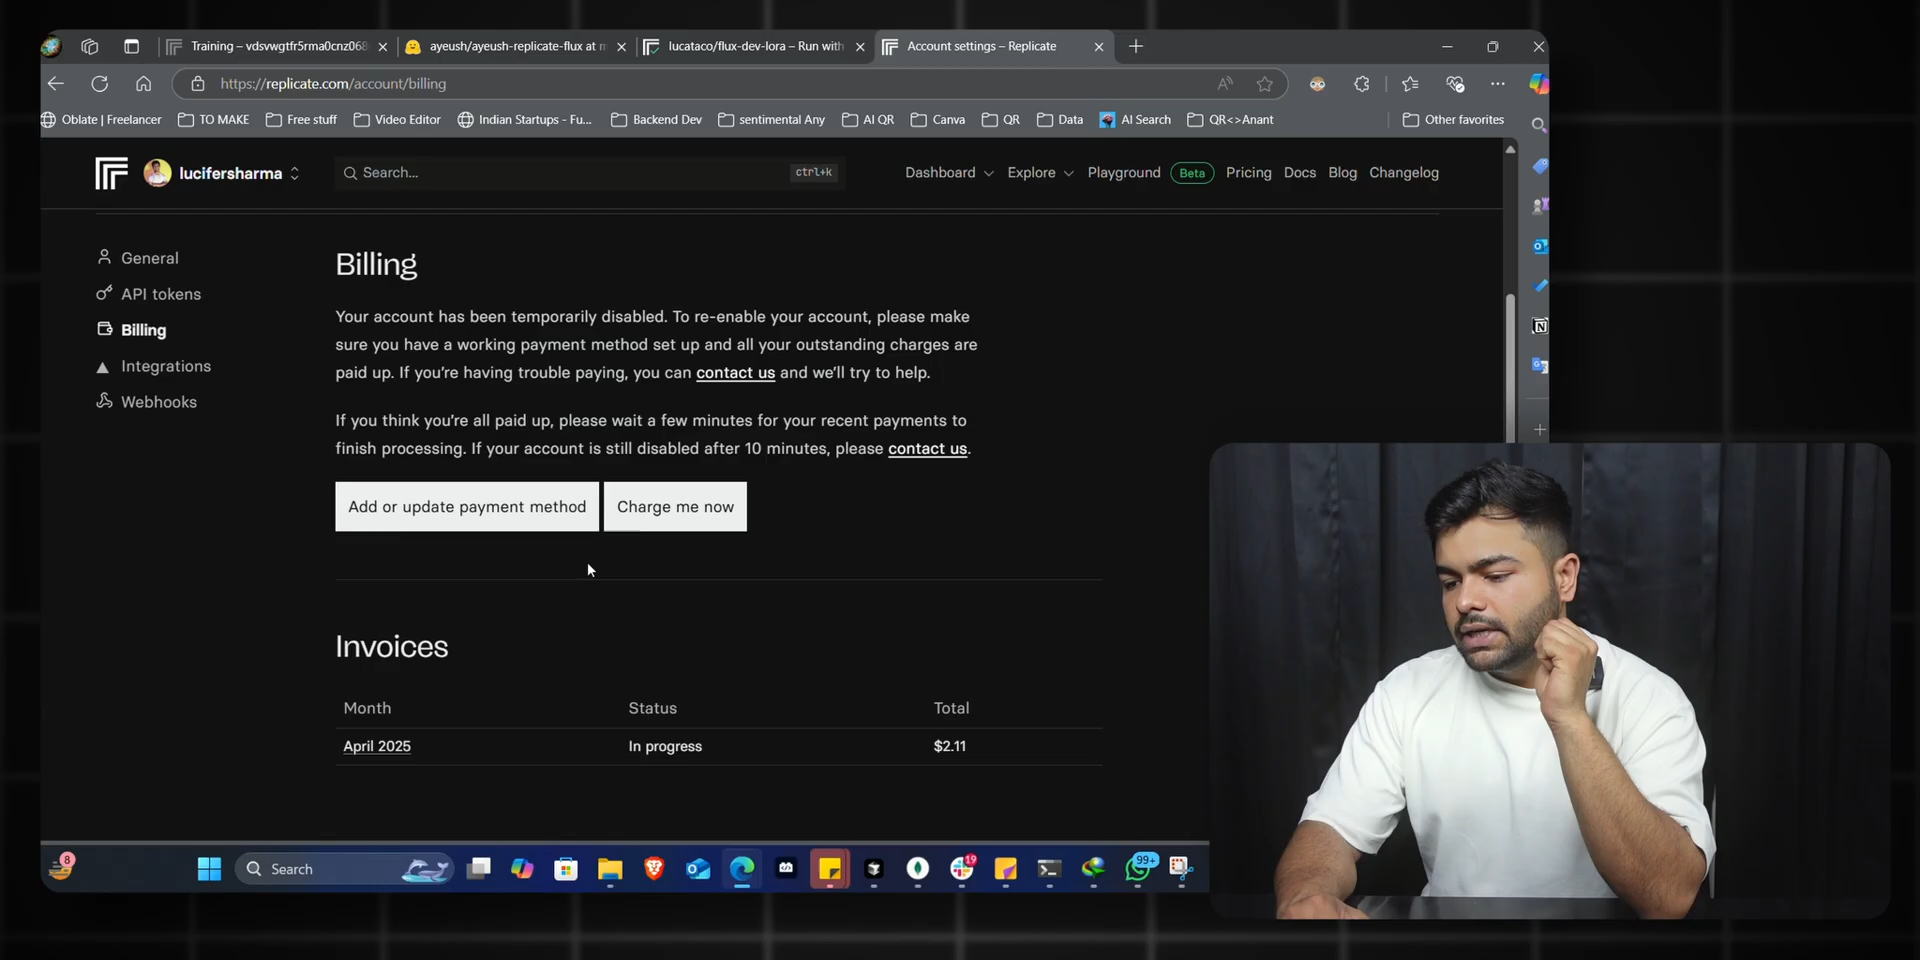 Training – vdsvwgtfr5rma0cnz068
ayeush/ayeush-replicate-flux at m
lucataco/flux-dev-lora – Run with
Account settings – Replicate
https://replicate.com/account/billing
Oblate | Freelancer
TO MAKE
Free stuff
Video Editor
Indian Startups - Fu...
Backend Dev
sentimental Any
AI QR
Canva
QR
Data
AI Search
QR<>Anant
Other favorites
lucifersharma
Search...
ctrl+k
Dashboard
Explore
Playground
Beta
Pricing
Docs
Blog
Changelog
General
API tokens
Billing
Integrations
Webhooks
Billing
Your account has been temporarily disabled. To re-enable your account, please make
sure you have a working payment method set up and all your outstanding charges are
paid up. If you’re having trouble paying, you can contact us and we’ll try to help.
If you think you’re all paid up, please wait a few minutes for your recent payments to
finish processing. If your account is still disabled after 10 minutes, please contact us.
Add or update payment method
Charge me now
Invoices
Month Status Total
April 2025 In progress $2.11
8
Search
19
99+